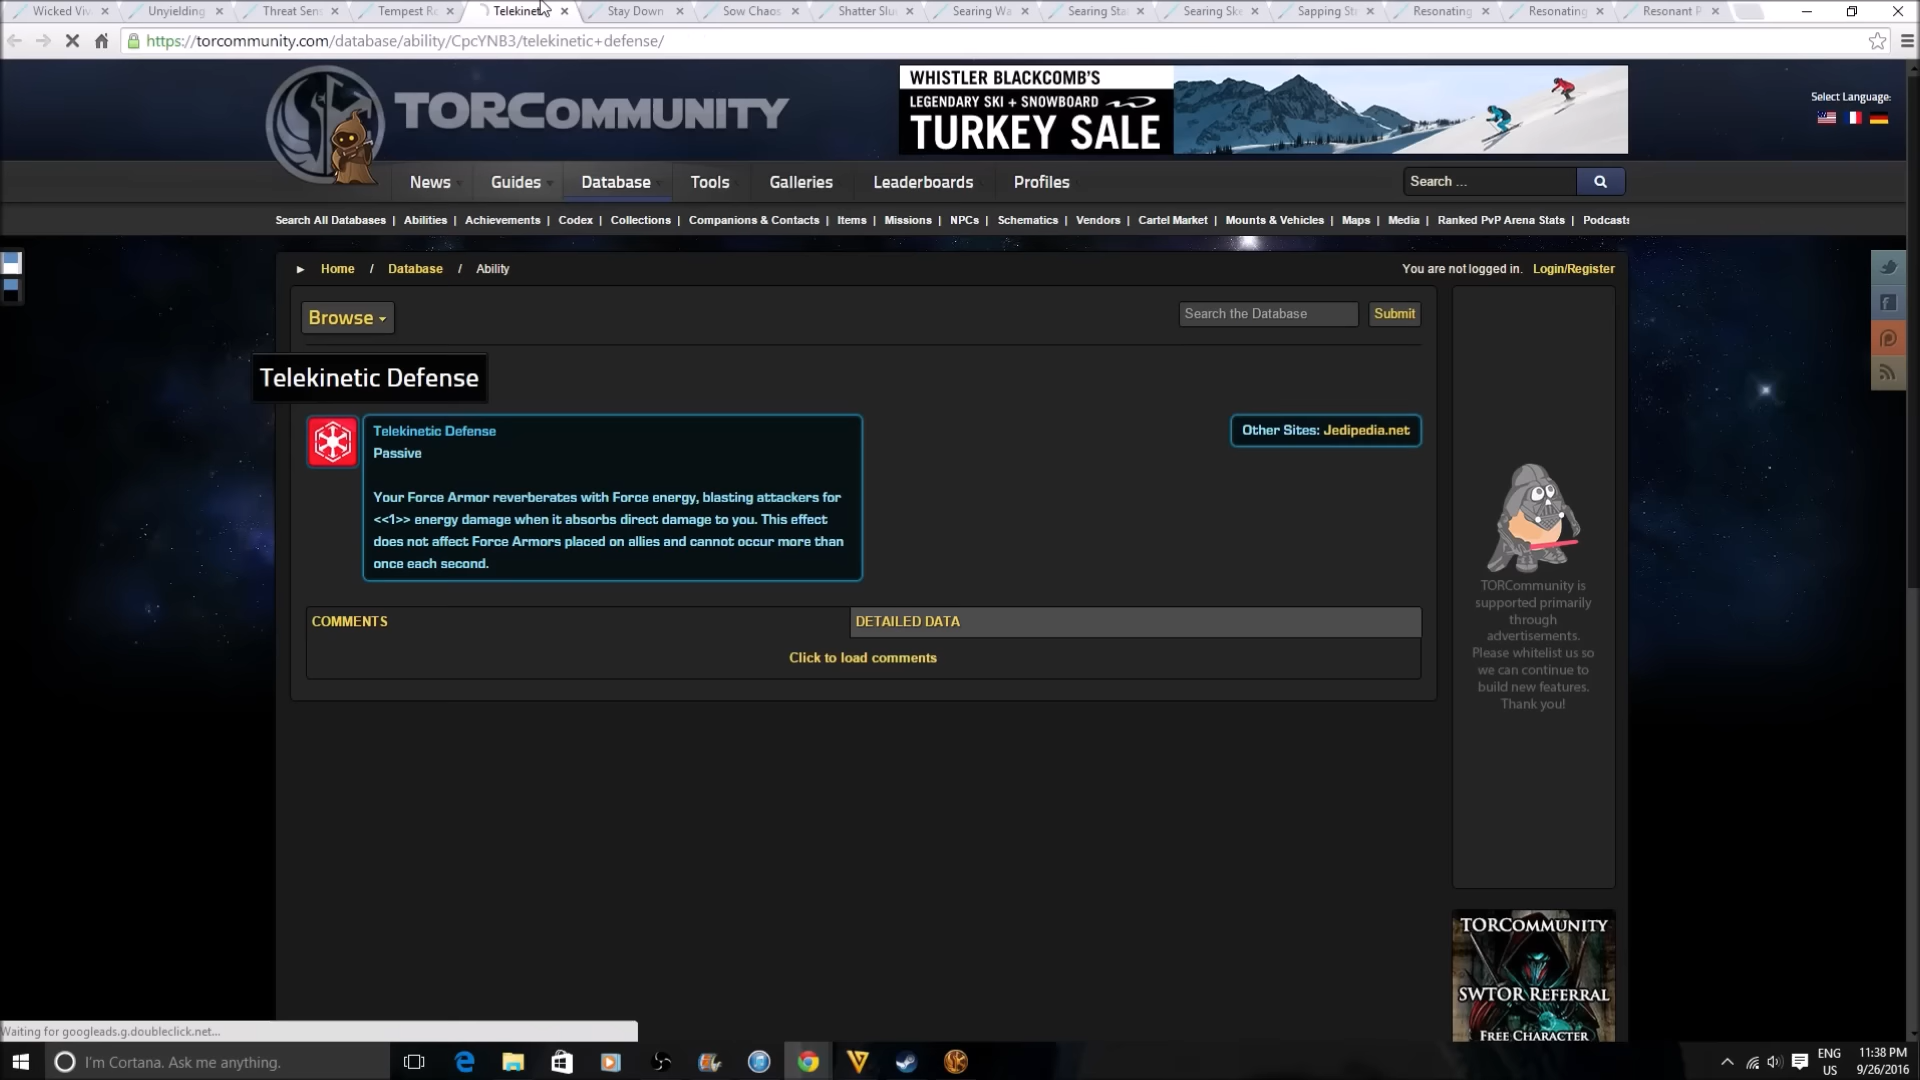 Wicked Viv
Unyielding
Threat Sens
Tempest Ro
Telekinet
Stay Down
Sow Chaos
Shatter Slu
Searing Wa
Searing Sta
Searing Ske
Sapping Str
Resonating
Resonating
Resonant P
https://torcommunity.com/database/ability/CpcYNB3/telekinetic+defense/
TORCOMMUNITY
WHISTLER BLACKCOMB'S
LEGENDARY SKI + SNOWBOARD
TURKEY SALE
Select Language:
News
Guides
Database
Tools
Galleries
Leaderboards
Profiles
Search ...
Search All Databases | Abilities | Achievements | Codex | Collections | Companions & Contacts | Items | Missions | NPCs | Schematics | Vendors | Cartel Market | Mounts & Vehicles | Maps | Media | Ranked PvP Arena Stats | Podcasts
Home / Database / Ability
You are not logged in. Login/Register
Browse
Search the Database
Submit
Telekinetic Defense
Telekinetic Defense
Passive
Your Force Armor reverberates with Force energy, blasting attackers for
<<1>> energy damage when it absorbs direct damage to you. This effect
does not affect Force Armors placed on allies and cannot occur more than
once each second.
Other Sites: Jedipedia.net
COMMENTS
DETAILED DATA
Click to load comments
TORCommunity is
supported primarily
through
advertisements.
Please whitelist us so
we can continue to
build new features.
Thank you!
TORCOMMUNITY
SWTOR REFERRAL
FREE CHARACTER
Waiting for googleads.g.doubleclick.net...
I'm Cortana. Ask me anything.
ENG
US
11:38 PM
9/26/2016